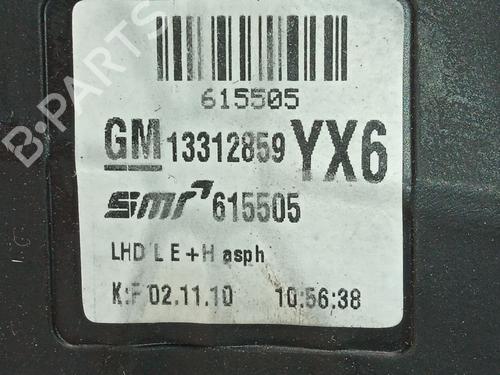 B-PARTS
615505
GM 13312859 YX6
smr 615505
LHD L E+H asph
K:F 02.11.10 10:56:38